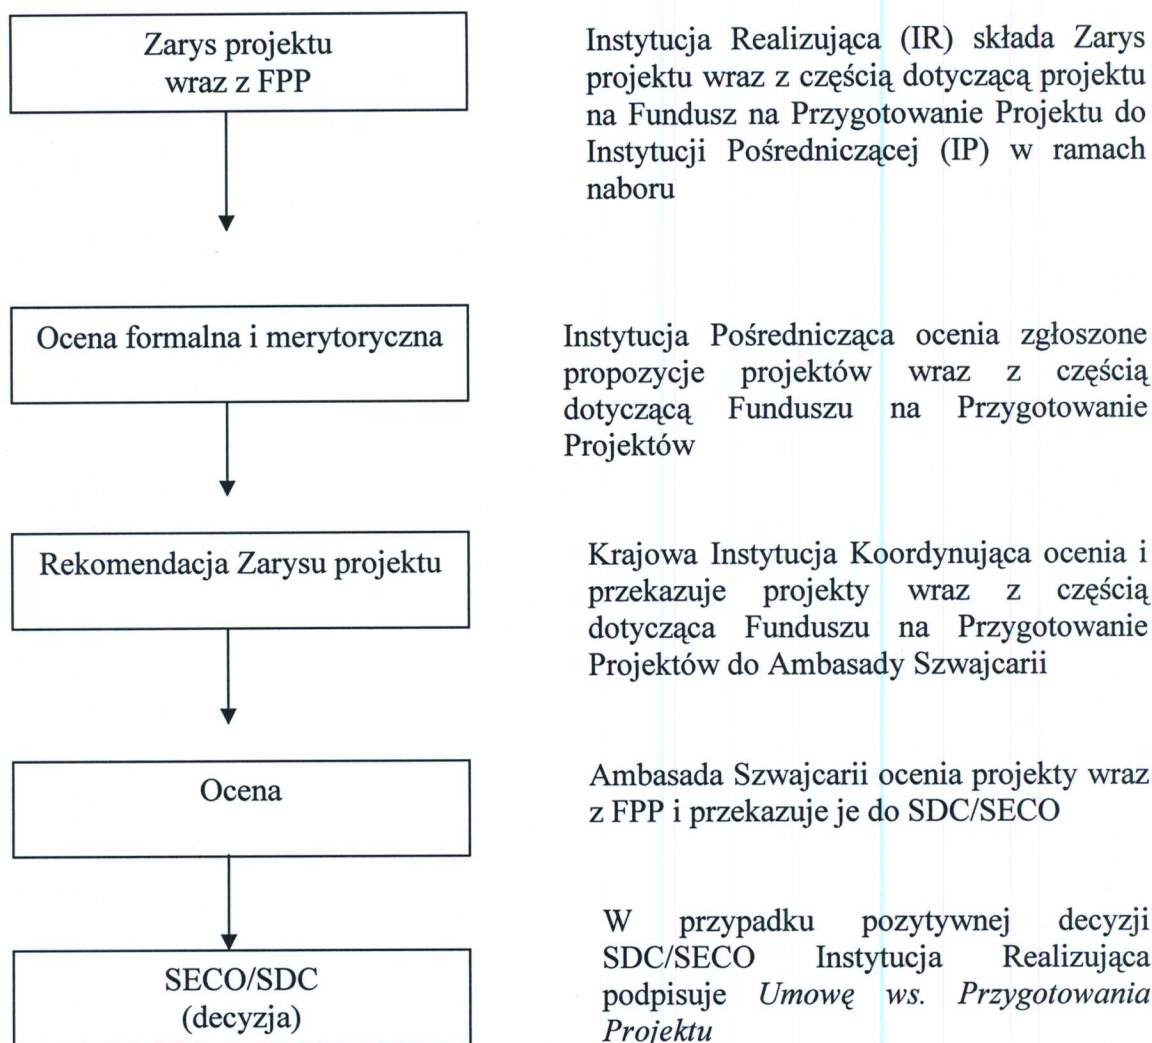 Zarys projektu
wraz z FPP
Instytucja Realizująca (IR) składa Zarys
projektu wraz z częścią dotyczącą projektu
na Fundusz na Przygotowanie Projektu do
Instytucji Pośredniczącej (IP) w ramach
naboru
Ocena formalna i merytoryczna
Instytucja Pośrednicząca ocenia zgłoszone
propozycje projektów wraz z częścią
dotyczącą Funduszu na Przygotowanie
Projektów
Rekomendacja Zarysu projektu
Krajowa Instytucja Koordynująca ocenia i
przekazuje projekty wraz z częścią
dotycząca Funduszu na Przygotowanie
Projektów do Ambasady Szwajcarii
Ocena
Ambasada Szwajcarii ocenia projekty wraz
z FPP i przekazuje je do SDC/SECO
SECO/SDC
(decyzja)
W przypadku pozytywnej decyzji
SDC/SECO Instytucja Realizująca
podpisuje Umowę ws. Przygotowania
Projektu